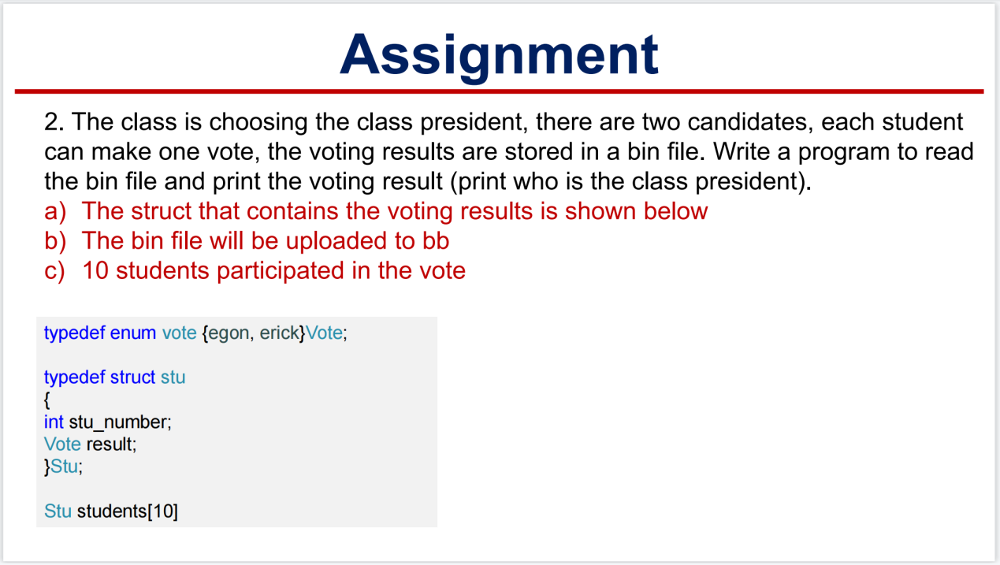 Assignment
2. The class is choosing the class president, there are two candidates, each student
can make one vote, the voting results are stored in a bin file. Write a program to read
the bin file and print the voting result (print who is the class president).
a) The struct that contains the voting results is shown below
b) The bin file will be uploaded to bb
c) 10 students participated in the vote
typedef enum vote {egon, erick}Vote;
typedef struct stu
{
int stu_number;
Vote result;
}Stu;
Stu students[10]